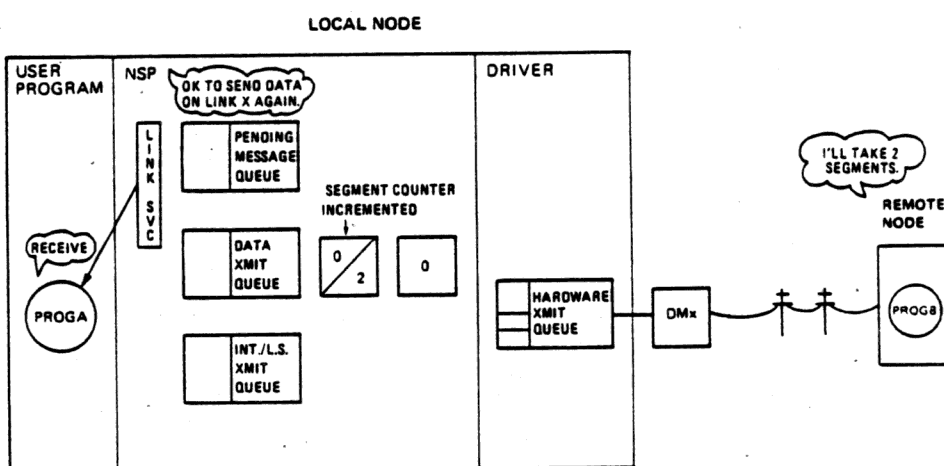 LOCAL NODE
USER
PROGRAM
NSP
OK TO SEND DATA
ON LINK X AGAIN.
DRIVER
LINK SVC
PENDING
MESSAGE
QUEUE
I'LL TAKE 2
SEGMENTS.
SEGMENT COUNTER
INCREMENTED
REMOTE
NODE
RECEIVE
DATA
XMIT
QUEUE
0
2
0
HARDWARE
XMIT
QUEUE
DMx
PROGA
PROGB
INT./L.S.
XMIT
QUEUE